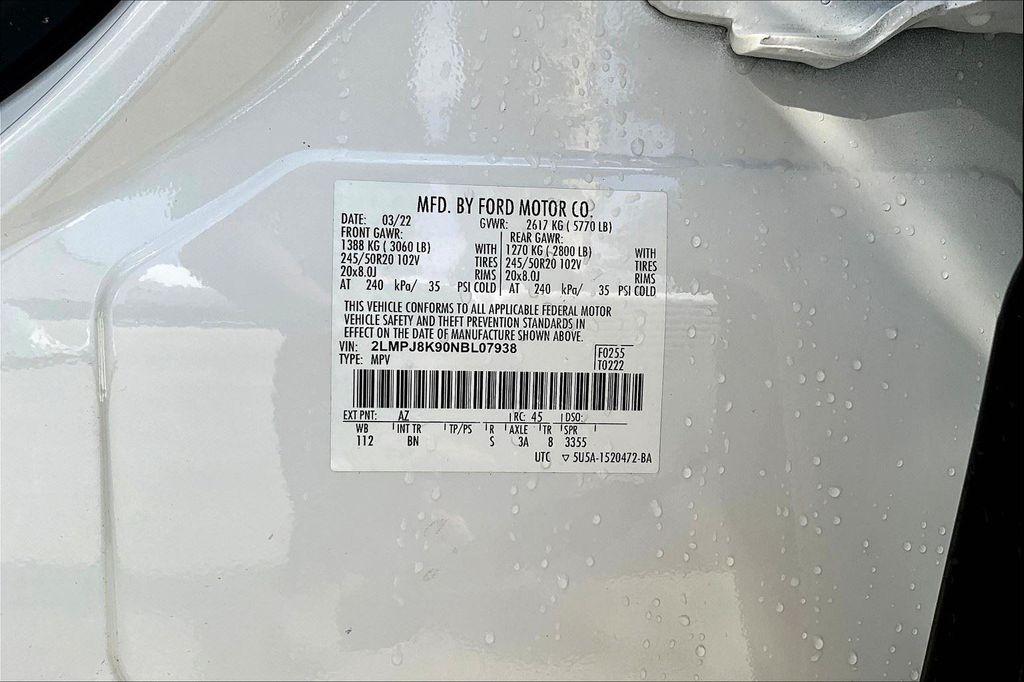 MFD. BY FORD MOTOR CO.
DATE: 03/22 GVWR: 2617 KG ( 5770 LB)
FRONT GAWR: REAR GAWR:
1388 KG ( 3060 LB) WITH 1270 KG ( 2800 LB) WITH
245/50R20 102V TIRES 245/50R20 102V TIRES
20x8.0J RIMS 20x8.0J RIMS
AT 240 kPa/ 35 PSI COLD AT 240 kPa/ 35 PSI COLD
THIS VEHICLE CONFORMS TO ALL APPLICABLE FEDERAL MOTOR
VEHICLE SAFETY AND THEFT PREVENTION STANDARDS IN
EFFECT ON THE DATE OF MANUFACTURE SHOWN ABOVE.
VIN: 2LMPJ8K90NBL07938
TYPE: MPV
F0255
T0222
EXT PNT: AZ RC: 45 DSO:
WB INT TR TP/PS R AXLE TR SPR
112 BN S 3A 8 3355
UTC ▽ 5U5A-1520472-BA